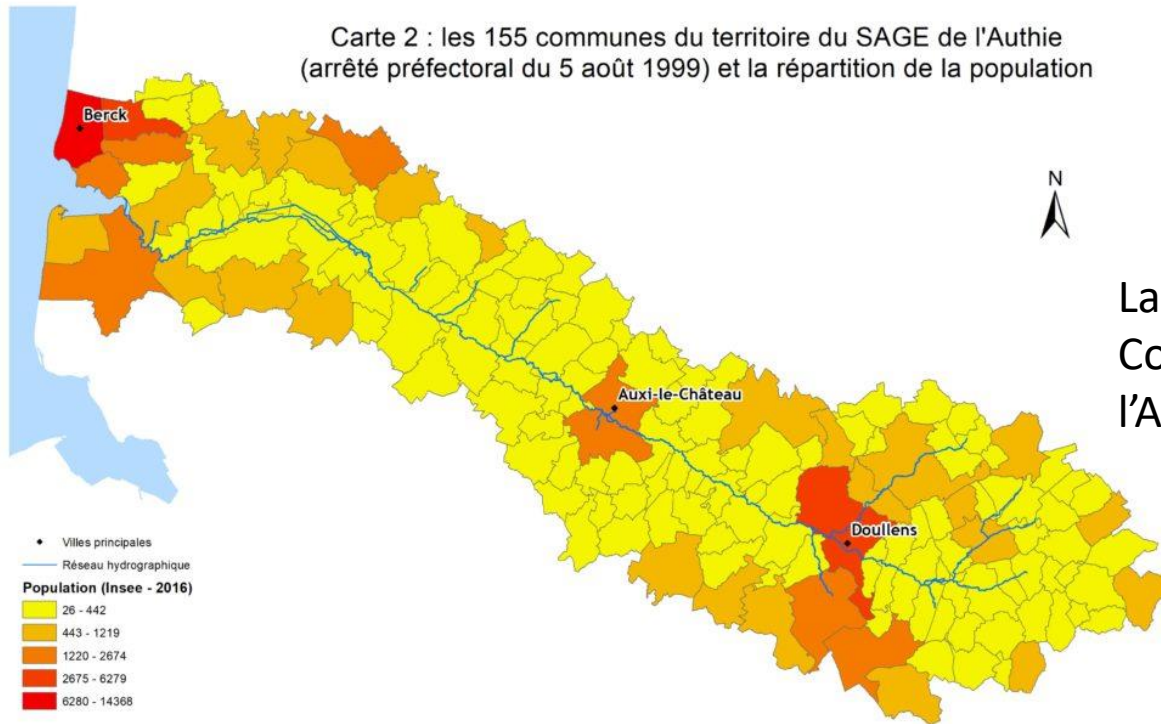 Carte 2 : les 155 communes du territoire du SAGE de l'Authie
(arrêté préfectoral du 5 août 1999) et la répartition de la population
Berck
N
La
Co
l’A
Auxi-le-Château
Doullens
Villes principales
Réseau hydrographique
Population (Insee - 2016)
26 - 442
443 - 1219
1220 - 2674
2675 - 6279
6280 - 14368